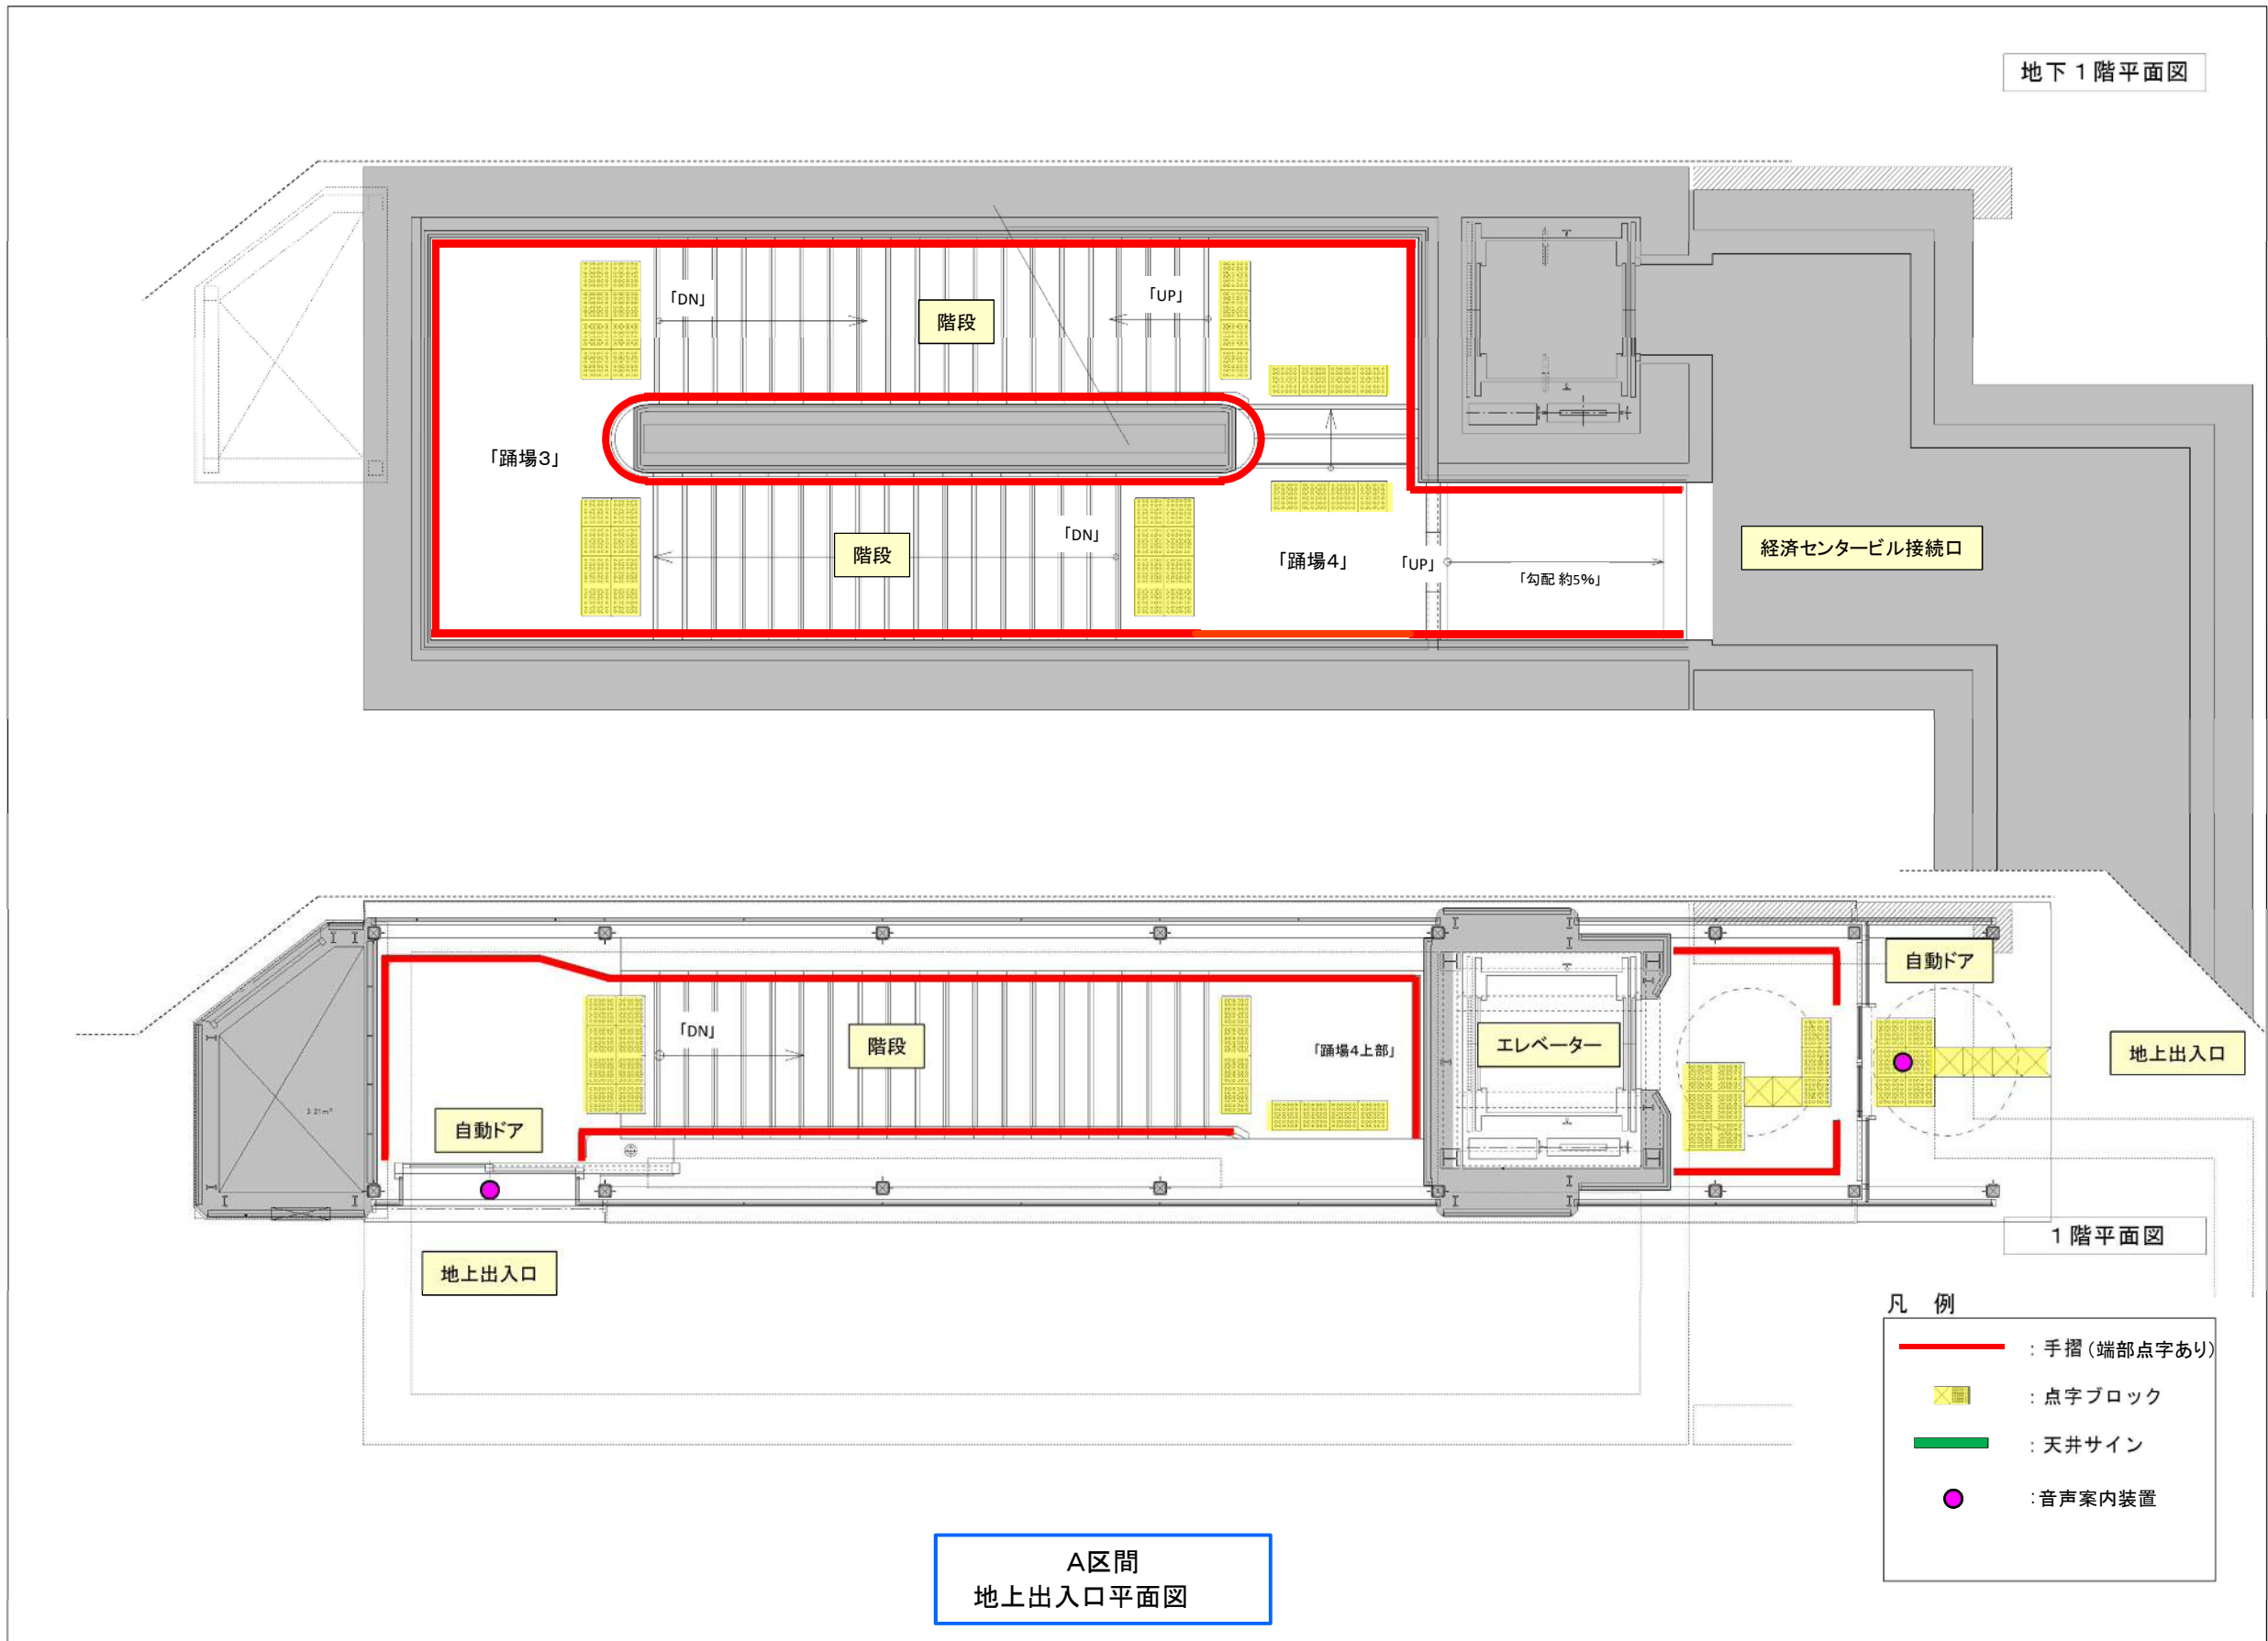 地下１階平面図
「DN」
「UP」
階段
「踊場3」
「DN」
階段
「踊場4」
「UP」
「勾配 約5%」
経済センタービル接続口
自動ドア
「DN」
階段
「踊場4上部」
エレベーター
地上出入口
自動ドア
3.21m²
地上出入口
１階平面図
凡　例
：手摺（端部点字あり）
：点字ブロック
：天井サイン
：音声案内装置
A区間
地上出入口平面図